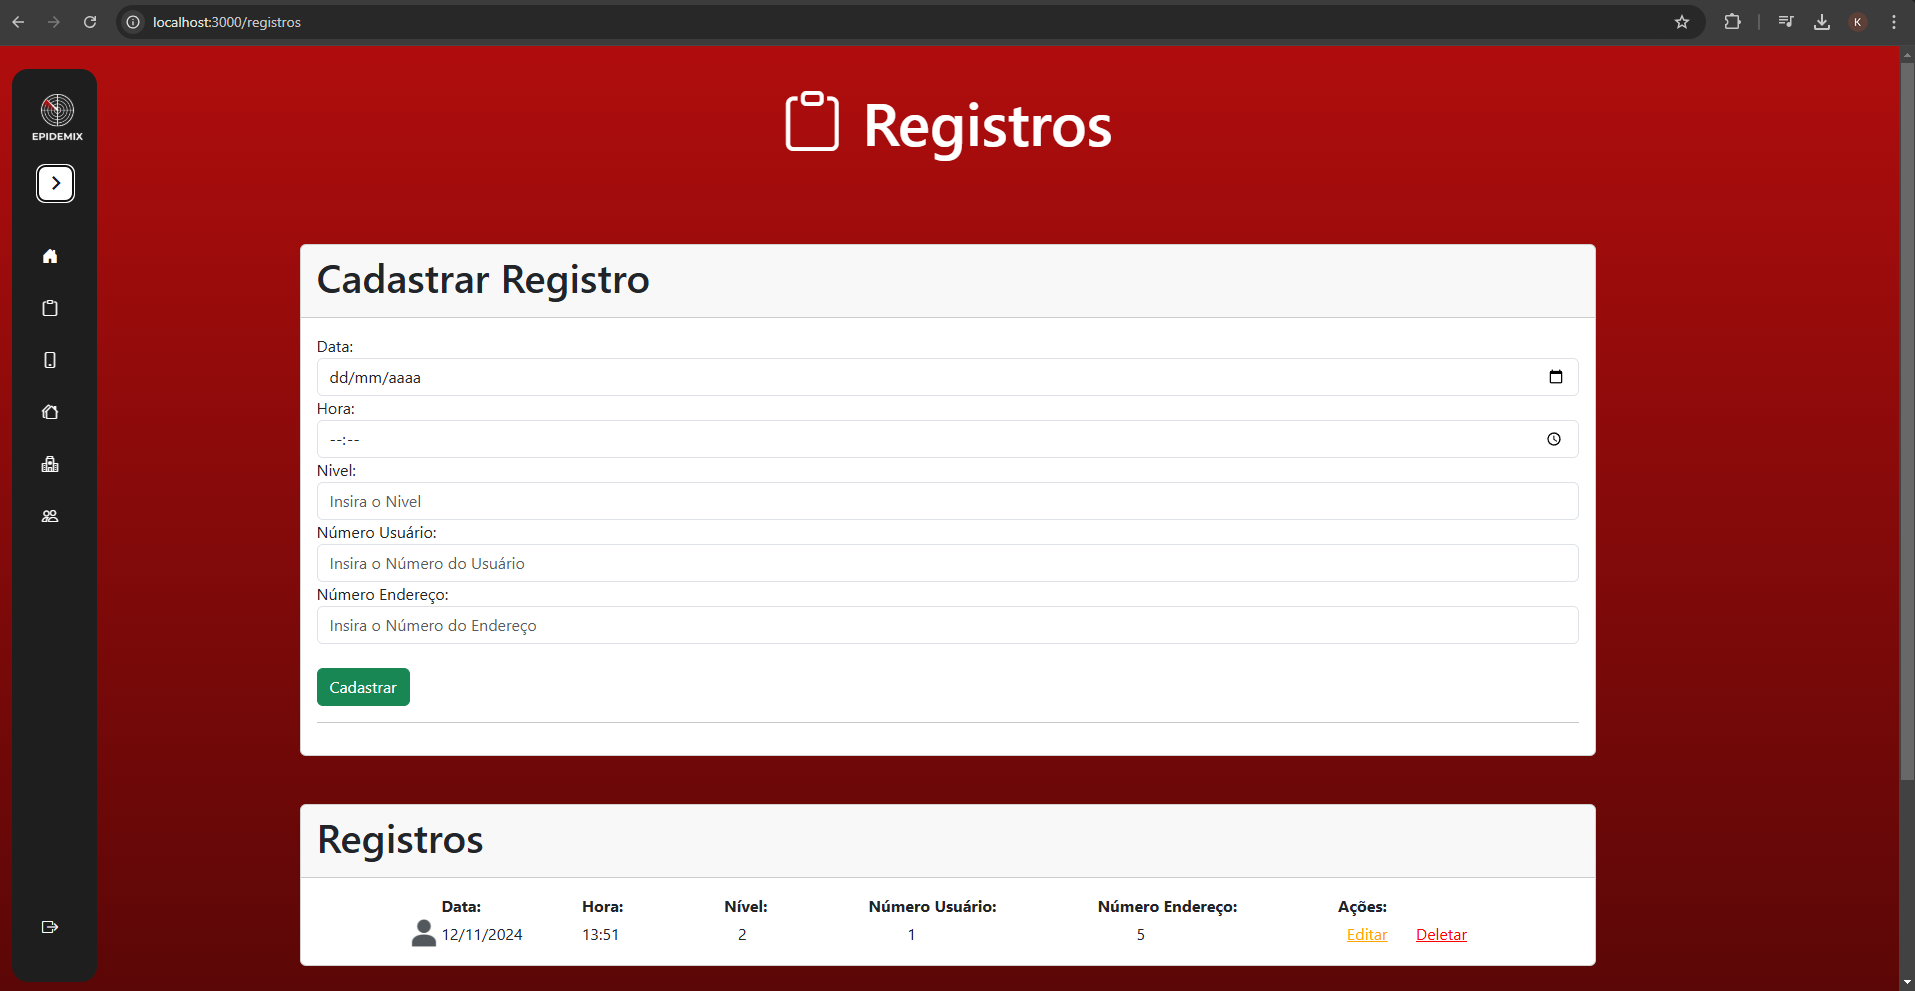 localhost:3000/registros
K
EPIDEMIX
Registros
Cadastrar Registro
Data:
dd/mm/aaaa
Hora:
--:--
Nivel:
Insira o Nivel
Número Usuário:
Insira o Número do Usuário
Número Endereço:
Insira o Número do Endereço
Cadastrar
Registros
Data: Hora: Nível: Número Usuário: Número Endereço: Ações:
12/11/2024 13:51 2 1 5 Editar Deletar